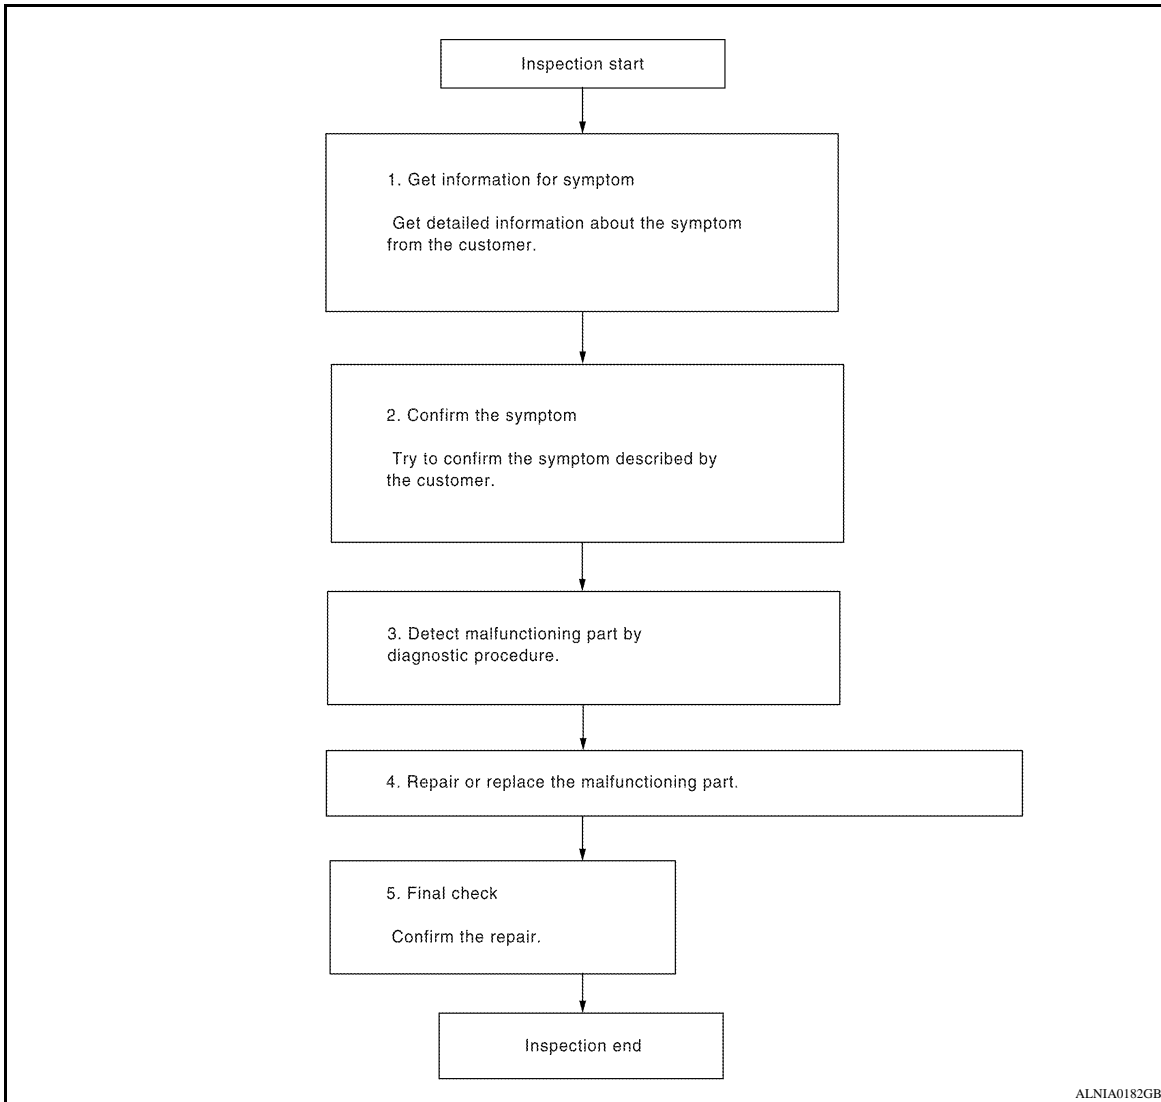 Inspection start
1. Get information for symptom
Get detailed information about the symptom
from the customer.
2. Confirm the symptom
Try to confirm the symptom described by
the customer.
3. Detect malfunctioning part by
diagnostic procedure.
4. Repair or replace the malfunctioning part.
5. Final check
Confirm the repair.
Inspection end
ALNIA0182GB